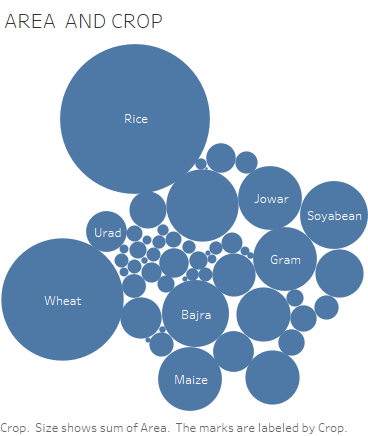 AREA AND CROP
Rice
Jowar
Soyabean
Urad
Gram
Wheat
Bajra
Maize
Crop. Size shows sum of Area. The marks are labeled by Crop.